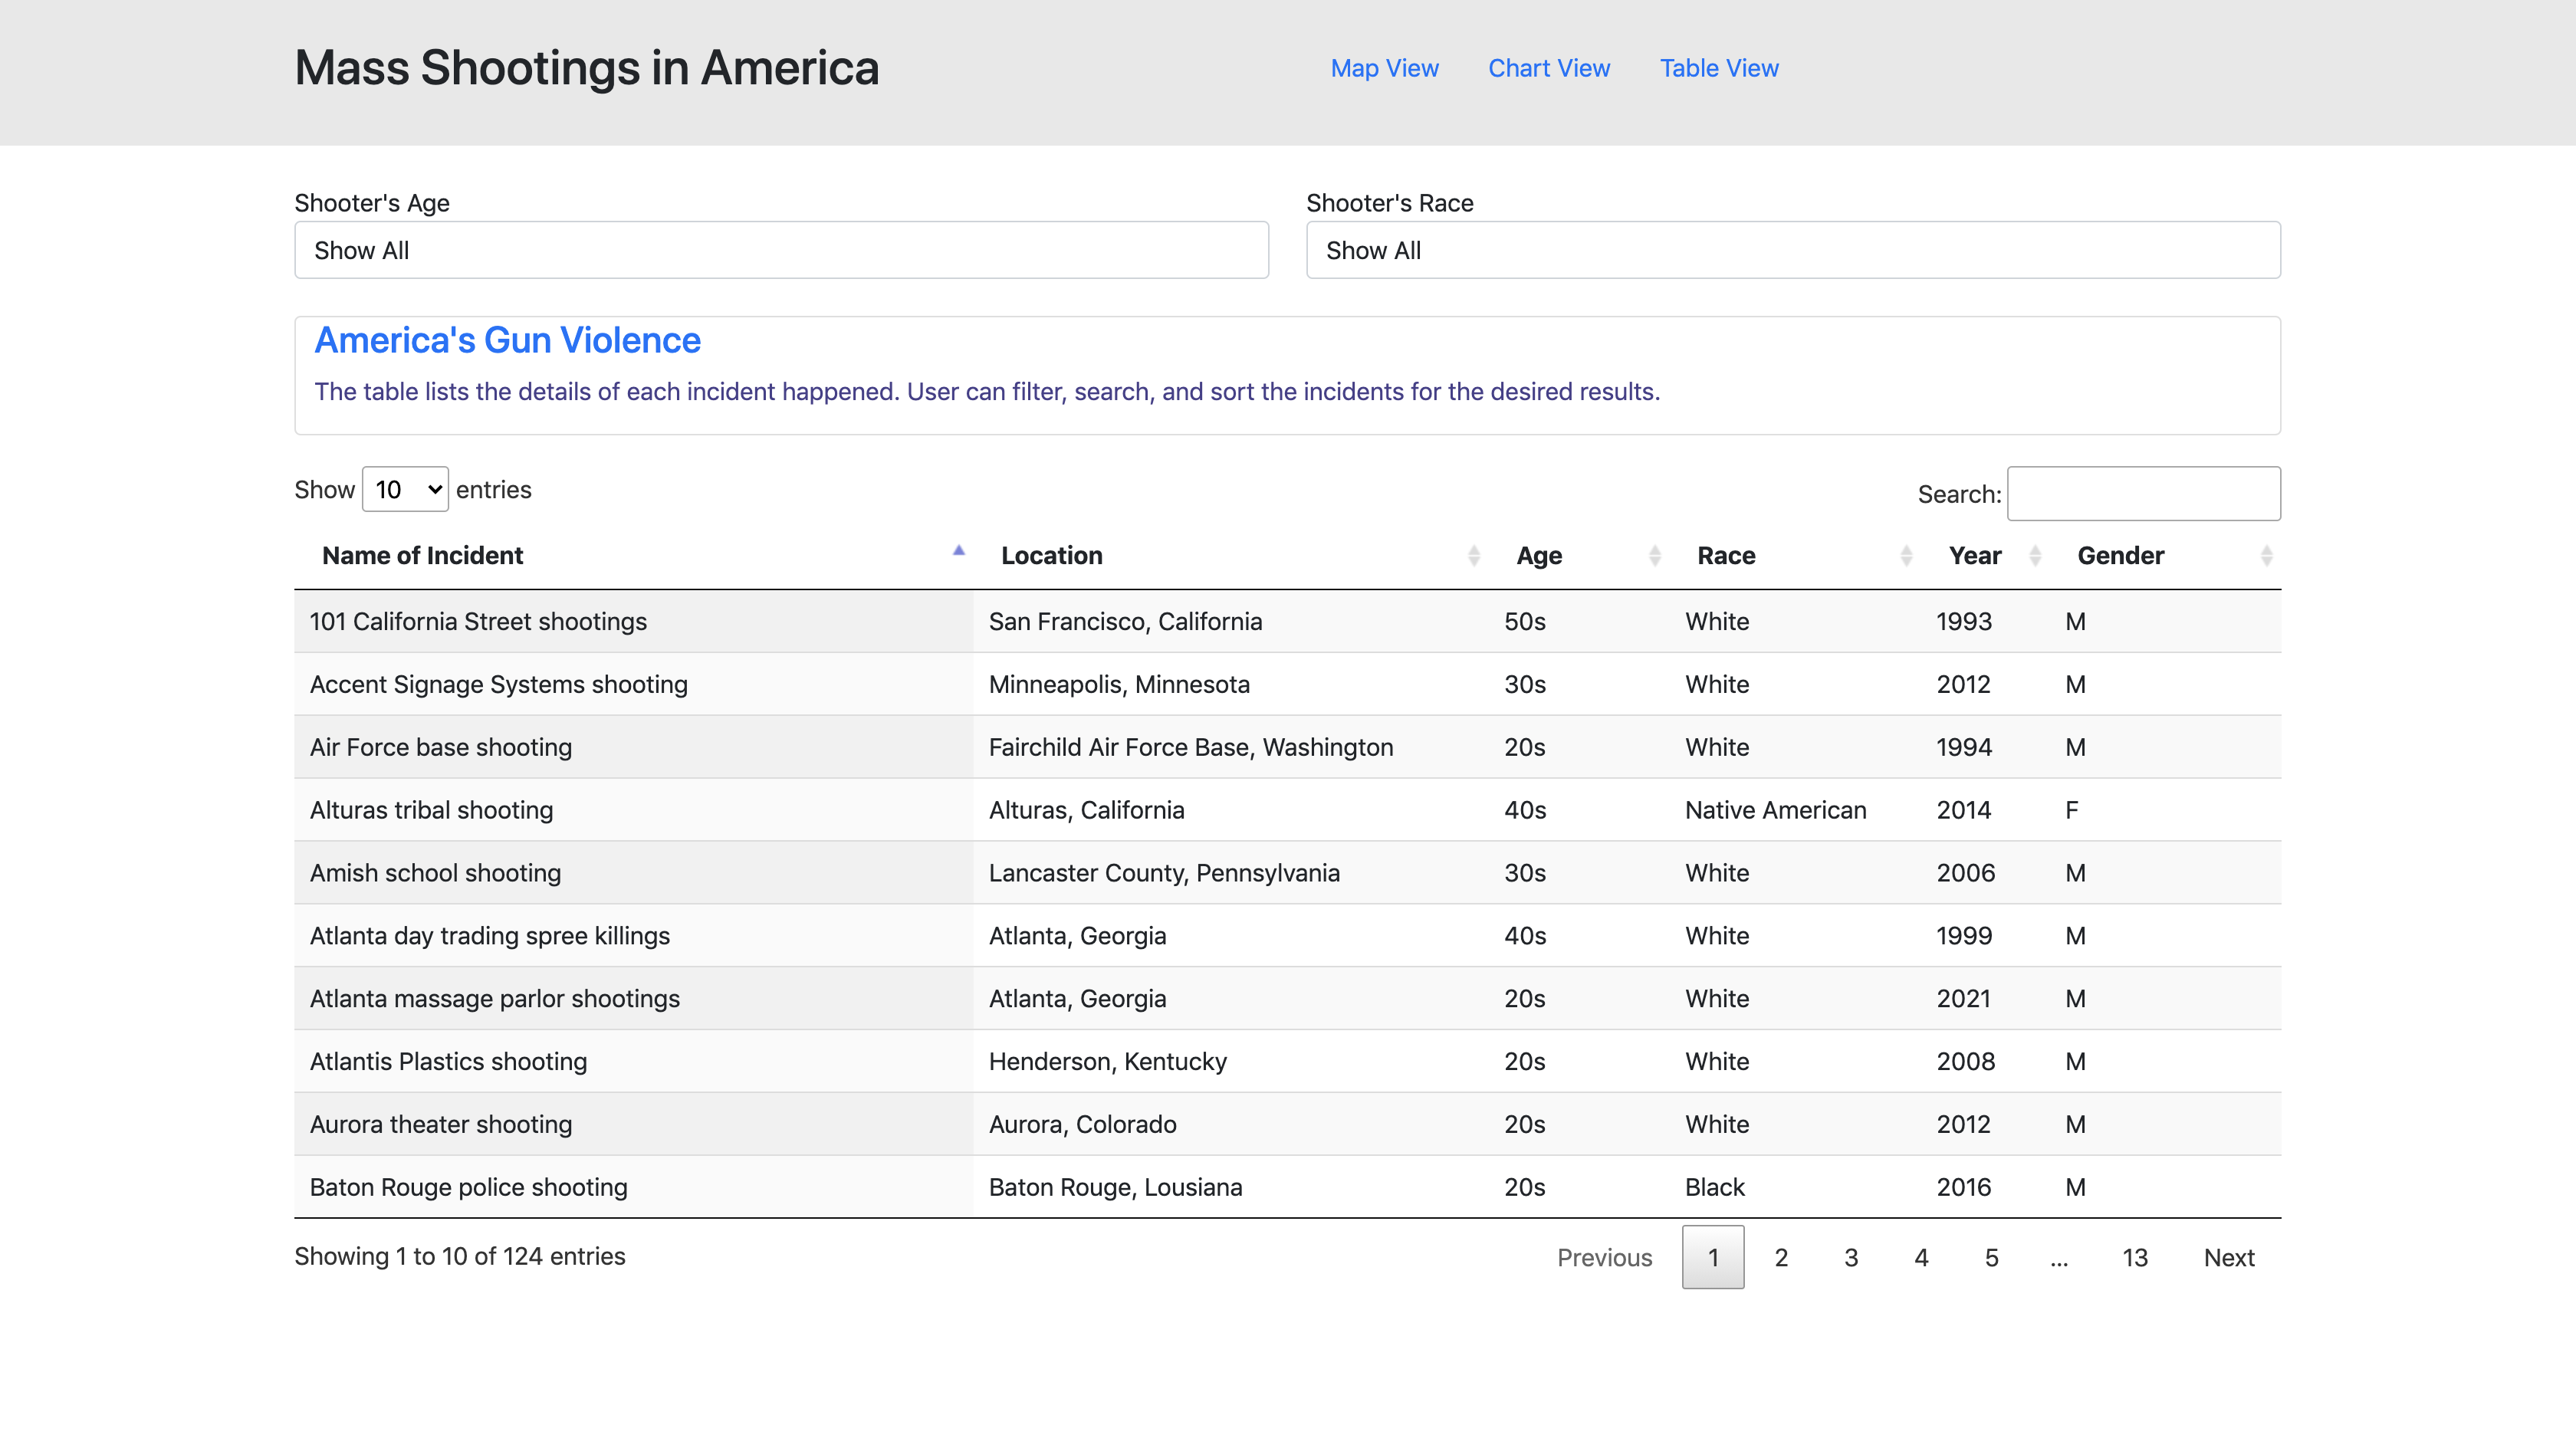 Mass Shootings in America
Map View Chart View Table View
Shooter's Age
Show All
Shooter's Race
Show All
America's Gun Violence
The table lists the details of each incident happened. User can filter, search, and sort the incidents for the desired results.
Show 10 entries
Search:
Name of Incident Location Age Race Year Gender
101 California Street shootings San Francisco, California 50s White 1993 M
Accent Signage Systems shooting Minneapolis, Minnesota 30s White 2012 M
Air Force base shooting Fairchild Air Force Base, Washington 20s White 1994 M
Alturas tribal shooting Alturas, California 40s Native American 2014 F
Amish school shooting Lancaster County, Pennsylvania 30s White 2006 M
Atlanta day trading spree killings Atlanta, Georgia 40s White 1999 M
Atlanta massage parlor shootings Atlanta, Georgia 20s White 2021 M
Atlantis Plastics shooting Henderson, Kentucky 20s White 2008 M
Aurora theater shooting Aurora, Colorado 20s White 2012 M
Baton Rouge police shooting Baton Rouge, Lousiana 20s Black 2016 M
Showing 1 to 10 of 124 entries
Previous 1 2 3 4 5 ... 13 Next